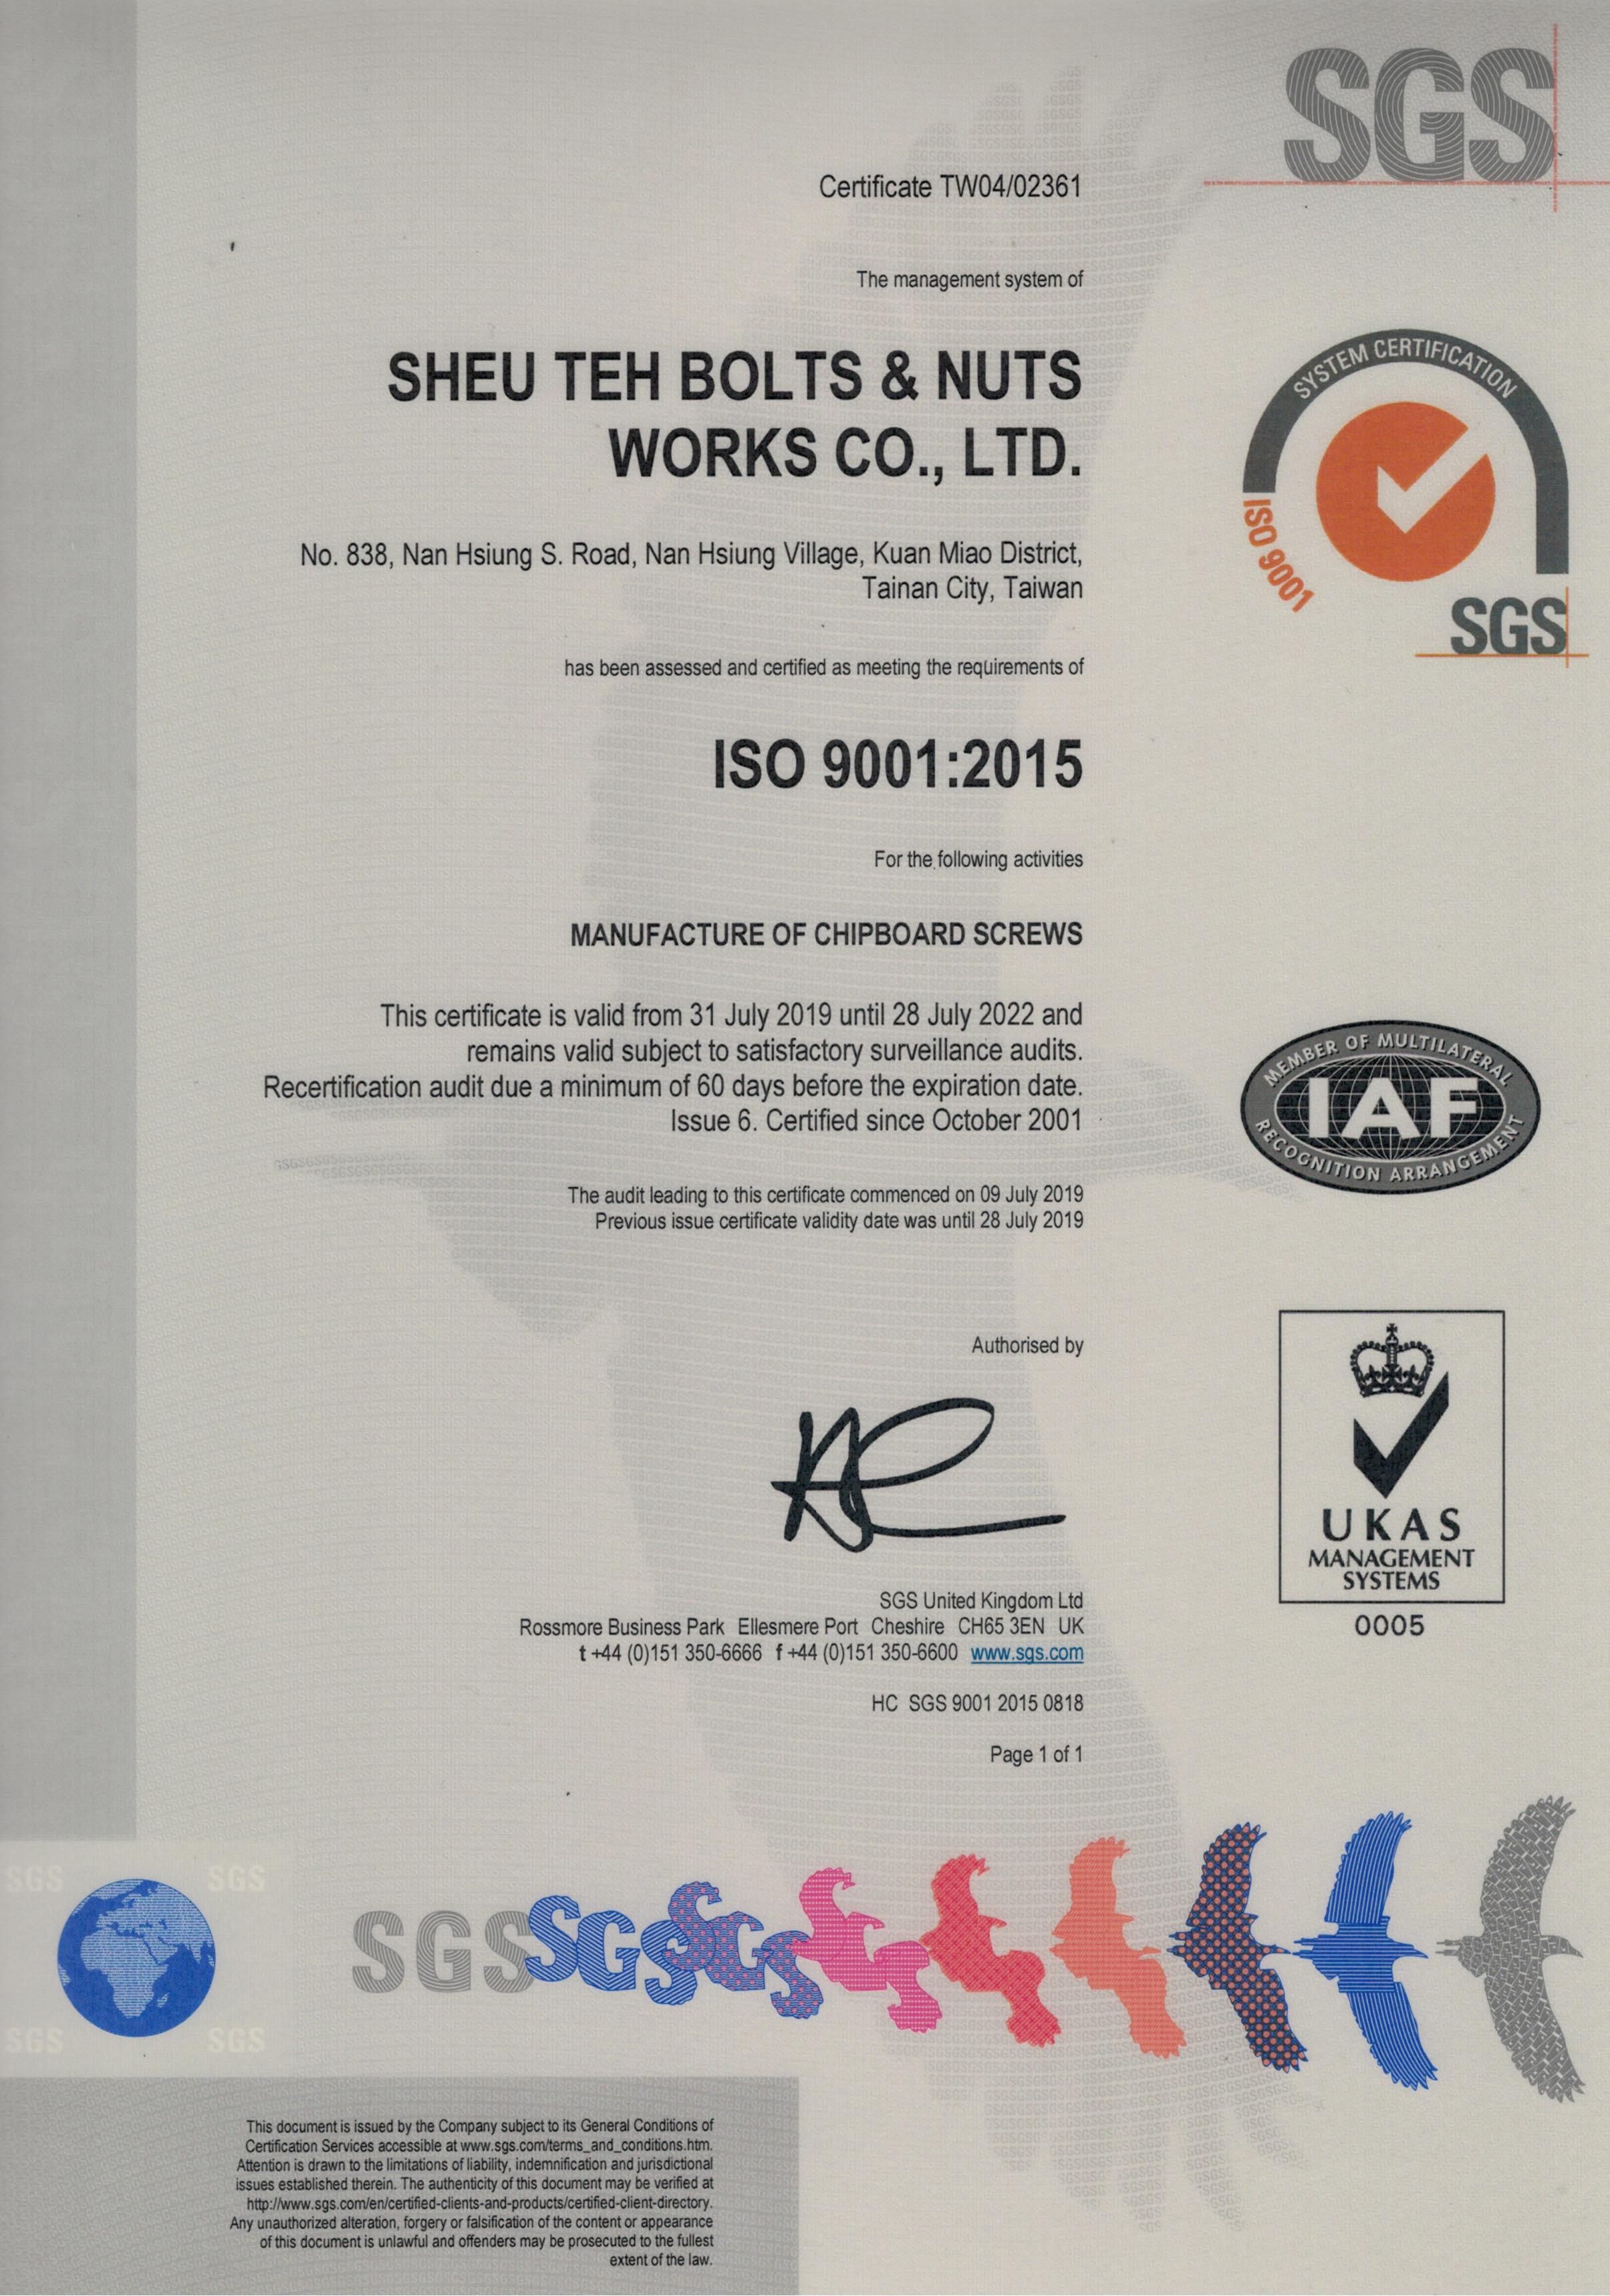 SGS
Certificate TW04/02361
The management system of
SHEU TEH BOLTS & NUTS
WORKS CO., LTD.
No. 838, Nan Hsiung S. Road, Nan Hsiung Village, Kuan Miao District,
Tainan City, Taiwan
has been assessed and certified as meeting the requirements of
ISO 9001:2015
For the following activities
MANUFACTURE OF CHIPBOARD SCREWS
This certificate is valid from 31 July 2019 until 28 July 2022 and
remains valid subject to satisfactory surveillance audits.
Recertification audit due a minimum of 60 days before the expiration date.
Issue 6. Certified since October 2001
The audit leading to this certificate commenced on 09 July 2019
Previous issue certificate validity date was until 28 July 2019
Authorised by
SGS United Kingdom Ltd
Rossmore Business Park Ellesmere Port Cheshire CH65 3EN UK
t +44 (0)151 350-6666 f +44 (0)151 350-6600 www.sgs.com
HC SGS 9001 2015 0818
Page 1 of 1
SYSTEM CERTIFICATION
ISO 9001
SGS
MEMBER OF MULTILATERAL
IAF
RECOGNITION ARRANGEMENT
UKAS
MANAGEMENT
SYSTEMS
0005
SGS SGS
SGS SGS
SGS SGS SGS
This document is issued by the Company subject to its General Conditions of
Certification Services accessible at www.sgs.com/terms_and_conditions.htm.
Attention is drawn to the limitations of liability, indemnification and jurisdictional
issues established therein. The authenticity of this document may be verified at
http://www.sgs.com/en/certified-clients-and-products/certified-client-directory.
Any unauthorized alteration, forgery or falsification of the content or appearance
of this document is unlawful and offenders may be prosecuted to the fullest
extent of the law.